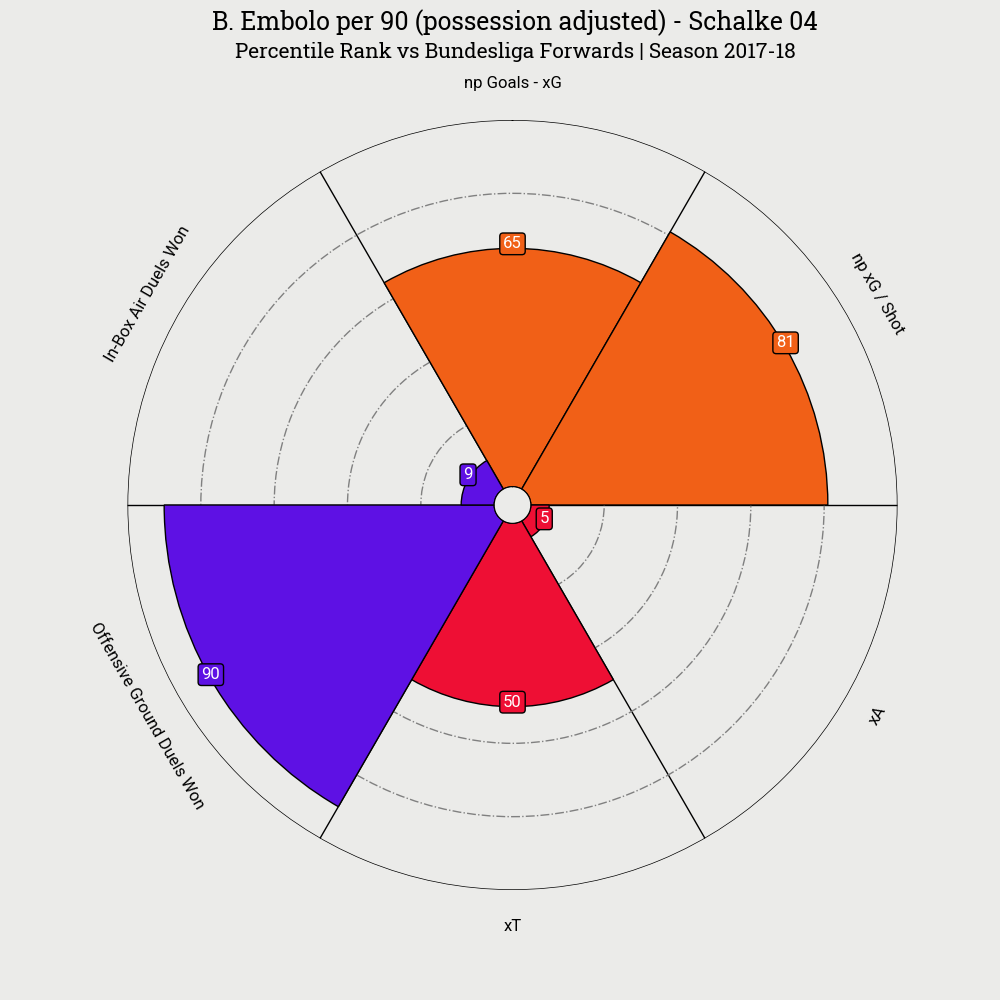 B. Embolo per 90 (possession adjusted) - Schalke 04
Percentile Rank vs Bundesliga Forwards | Season 2017-18
np Goals - xG
In-Box Air Duels Won
65
np xG / Shot
81
9
5
Offensive Ground Duels Won
90
50
xA
xT